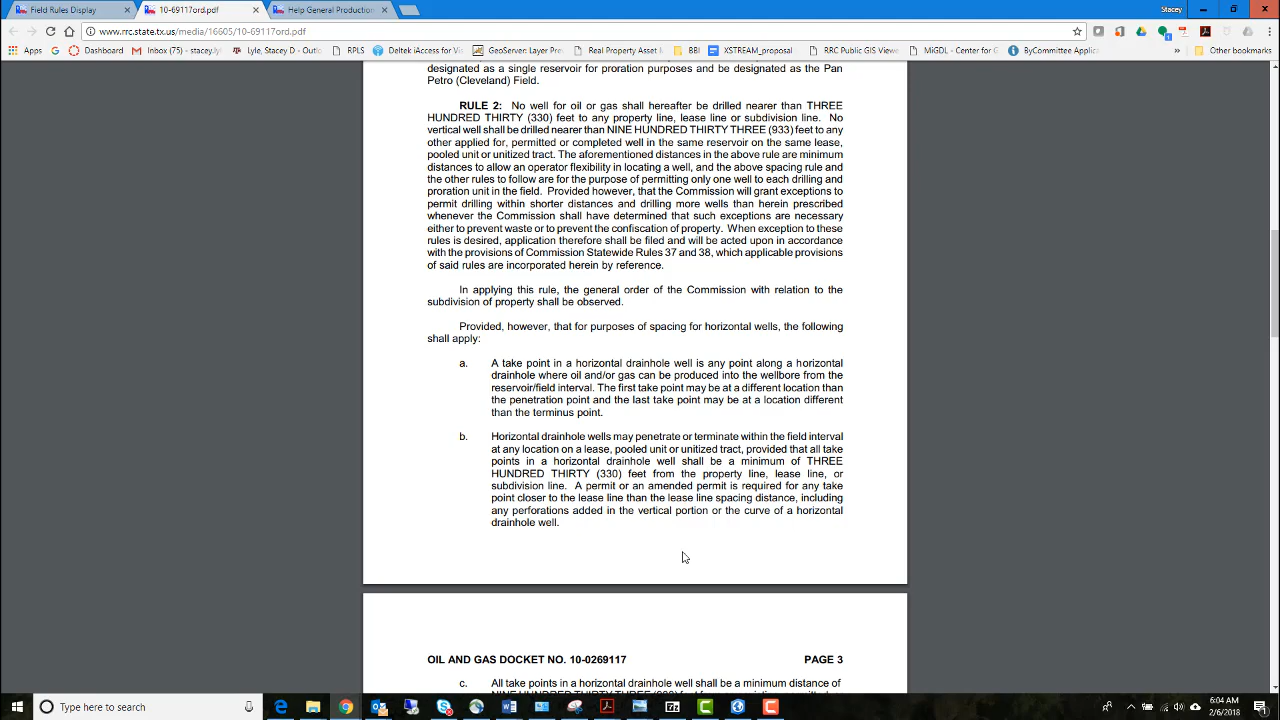 Field Rules Display
10-69117ord.pdf
Help General Production
Stacey
www.rrc.state.tx.us/media/16605/10-69117ord.pdf
Apps
Dashboard
Inbox (75) - stacey.lys
Lyle, Stacey D - Outloo
RPLS
Deltek iAccess for Visi
GeoServer: Layer Previ
Real Property Asset M
BBI
XSTREAM_proposal
RRC Public GIS Viewer
MiGDL - Center for Ge
ByCommittee Applicat
Other bookmarks
designated as a single reservoir for proration purposes and be designated as the Pan
Petro (Cleveland) Field.
RULE 2: No well for oil or gas shall hereafter be drilled nearer than THREE
HUNDRED THIRTY (330) feet to any property line, lease line or subdivision line. No
vertical well shall be drilled nearer than NINE HUNDRED THIRTY THREE (933) feet to any
other applied for, permitted or completed well in the same reservoir on the same lease,
pooled unit or unitized tract. The aforementioned distances in the above rule are minimum
distances to allow an operator flexibility in locating a well, and the above spacing rule and
the other rules to follow are for the purpose of permitting only one well to each drilling and
proration unit in the field. Provided however, that the Commission will grant exceptions to
permit drilling within shorter distances and drilling more wells than herein prescribed
whenever the Commission shall have determined that such exceptions are necessary
either to prevent waste or to prevent the confiscation of property. When exception to these
rules is desired, application therefore shall be filed and will be acted upon in accordance
with the provisions of Commission Statewide Rules 37 and 38, which applicable provisions
of said rules are incorporated herein by reference.
In applying this rule, the general order of the Commission with relation to the
subdivision of property shall be observed.
Provided, however, that for purposes of spacing for horizontal wells, the following
shall apply:
a. A take point in a horizontal drainhole well is any point along a horizontal
drainhole where oil and/or gas can be produced into the wellbore from the
reservoir/field interval. The first take point may be at a different location than
the penetration point and the last take point may be at a location different
than the terminus point.
b. Horizontal drainhole wells may penetrate or terminate within the field interval
at any location on a lease, pooled unit or unitized tract, provided that all take
points in a horizontal drainhole well shall be a minimum of THREE
HUNDRED THIRTY (330) feet from the property line, lease line, or
subdivision line. A permit or an amended permit is required for any take
point closer to the lease line than the lease line spacing distance, including
any perforations added in the vertical portion or the curve of a horizontal
drainhole well.
OIL AND GAS DOCKET NO. 10-0269117 PAGE 3
c. All take points in a horizontal drainhole well shall be a minimum distance of
Type here to search
6:04 AM
2/6/2018